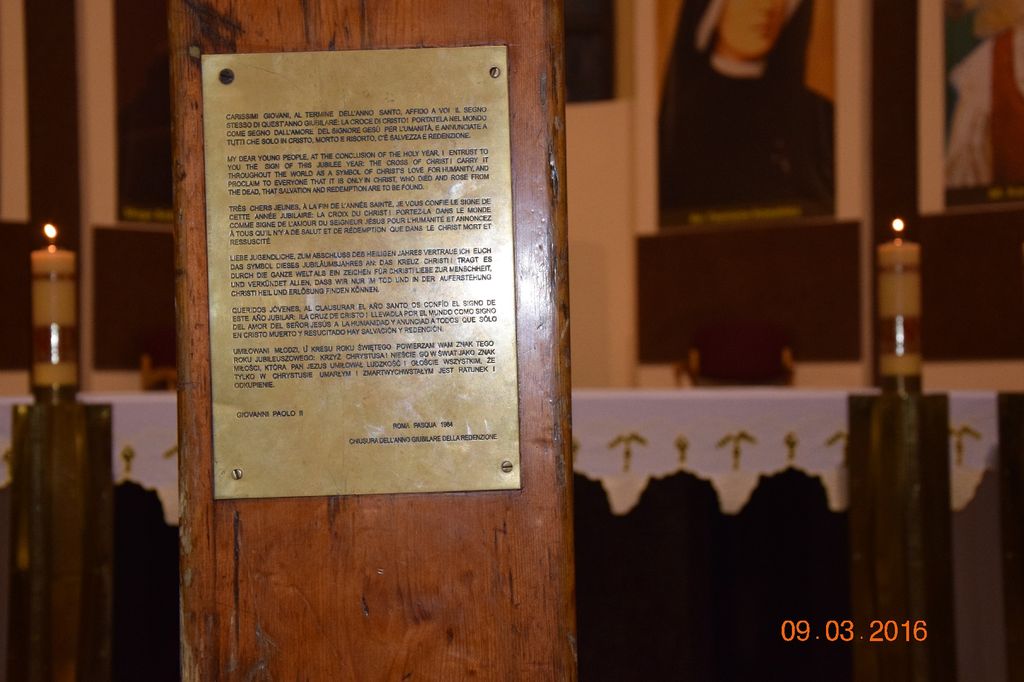 CARISSIMI GIOVANI, AL TERMINE DELL'ANNO SANTO, AFFIDO A VOI IL SEGNO
STESSO DI QUEST'ANNO GIUBILARE: LA CROCE DI CRISTO! PORTATELA NEL MONDO
COME SEGNO DALL'AMORE DEL SIGNORE GESÙ PER L'UMANITÀ, E ANNUNCIATE A
TUTTI CHE SOLO IN CRISTO, MORTO E RISORTO, C'È SALVEZZA E REDENZIONE.
MY DEAR YOUNG PEOPLE, AT THE CONCLUSION OF THE HOLY YEAR, I ENTRUST TO
YOU THE SIGN OF THIS JUBILEE YEAR: THE CROSS OF CHRIST! CARRY IT
THROUGHOUT THE WORLD AS A SYMBOL OF CHRIST'S LOVE FOR HUMANITY, AND
PROCLAIM TO EVERYONE THAT IT IS ONLY IN CHRIST, WHO DIED AND ROSE FROM
THE DEAD, THAT SALVATION AND REDEMPTION ARE TO BE FOUND.
TRÈS CHERS JEUNES, À LA FIN DE L'ANNÉE SAINTE, JE VOUS CONFIE LE SIGNE DE
CETTE ANNÉE JUBILAIRE: LA CROIX DU CHRIST! PORTEZ-LA DANS LE MONDE
COMME SIGNE DE L'AMOUR DU SEIGNEUR JÉSUS POUR L'HUMANITÉ ET ANNONCEZ
À TOUS QU'IL N'Y A DE SALUT ET DE RÉDEMPTION QUE DANS LE CHRIST MORT ET
RESSUSCITÉ
LIEBE JUGENDLICHE, ZUM ABSCHLUSS DES HEILIGEN JAHRES VERTRAUE ICH EUCH
DAS SYMBOL DIESES JUBILÄUMSJAHRES AN: DAS KREUZ CHRISTI! TRAGT ES
DURCH DIE GANZE WELT ALS EIN ZEICHEN FÜR CHRISTI LIEBE ZUR MENSCHHEIT,
UND VERKÜNDET ALLEN, DASS WIR NUR IM TOD UND IN DER AUFERSTEHUNG
CHRISTI HEIL UND ERLÖSUNG FINDEN KÖNNEN.
QUERIDOS JÓVENES, AL CLAUSURAR EL AÑO SANTO OS CONFÍO EL SIGNO DE
ESTE AÑO JUBILAR: ¡LA CRUZ DE CRISTO! LLEVADLA POR EL MUNDO COMO SIGNO
DEL AMOR DEL SEÑOR JESÚS A LA HUMANIDAD Y ANUNCIAD A TODOS QUE SÓLO
EN CRISTO MUERTO Y RESUCITADO HAY SALVACIÓN Y REDENCIÓN.
UMIŁOWANI MŁODZI, U KRESU ROKU ŚWIĘTEGO, POWIERZAM WAM ZNAK TEGO
ROKU JUBILEUSZOWEGO: KRZYŻ CHRYSTUSA! NIEŚCIE GO W ŚWIAT JAKO ZNAK
MIŁOŚCI, KTÓRĄ PAN JEZUS UMIŁOWAŁ LUDZKOŚĆ I GŁOŚCIE WSZYSTKIM, ŻE
TYLKO W CHRYSTUSIE UMARŁYM I ZMARTWYCHWSTAŁYM JEST RATUNEK I
ODKUPIENIE.
GIOVANNI PAOLO II
ROMA PASQUA 1984
CHIUSURA DELL'ANNO GIUBILARE DELLA REDENZIONE
09.03.2016